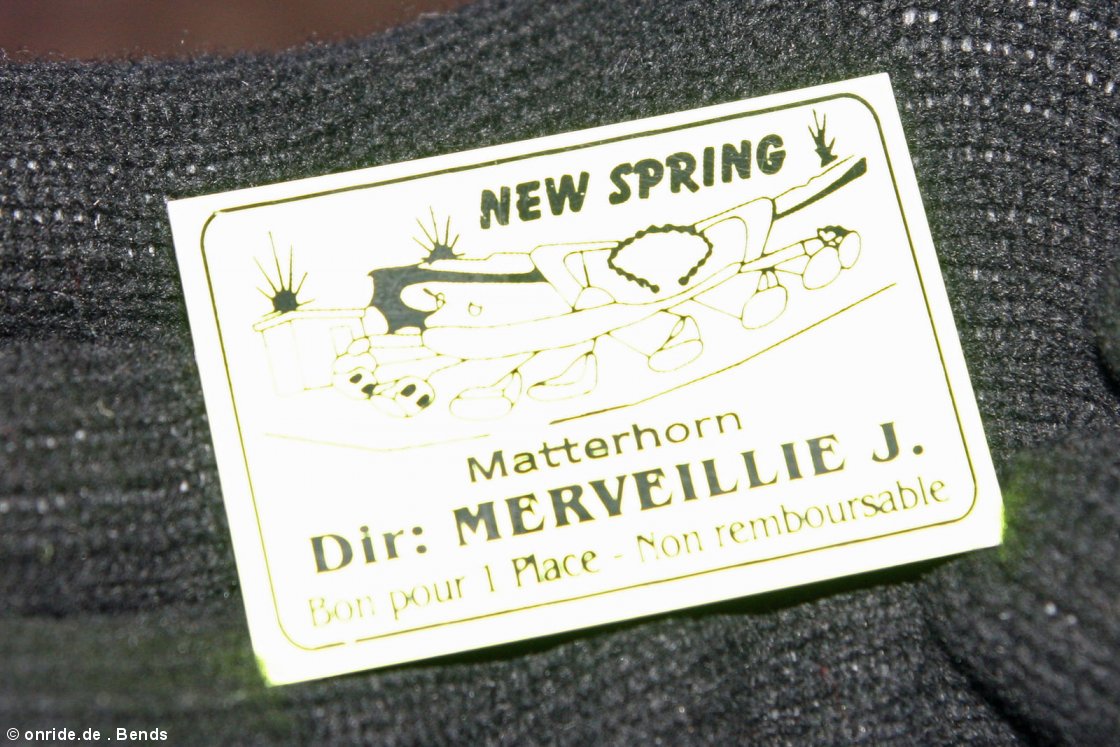 NEW SPRING
Matterhorn
Dir: MERVEILLIE J.
Bon pour 1 Place - Non remboursable
© onride.de . Bends